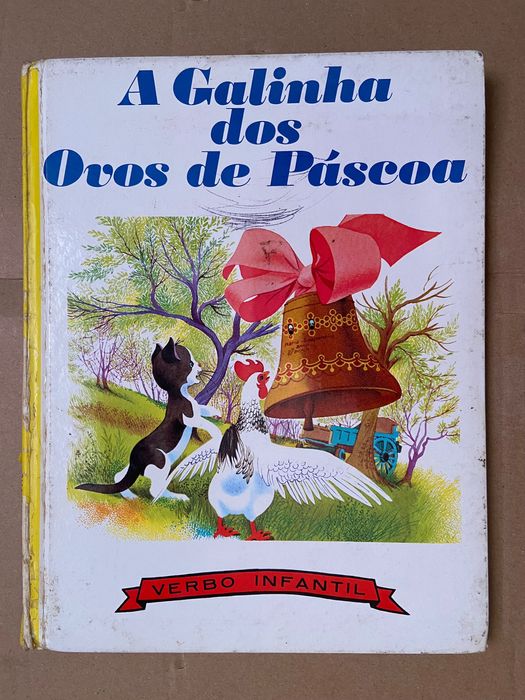 A Galinha
dos
Ovos de Páscoa
VERBO INFANTIL